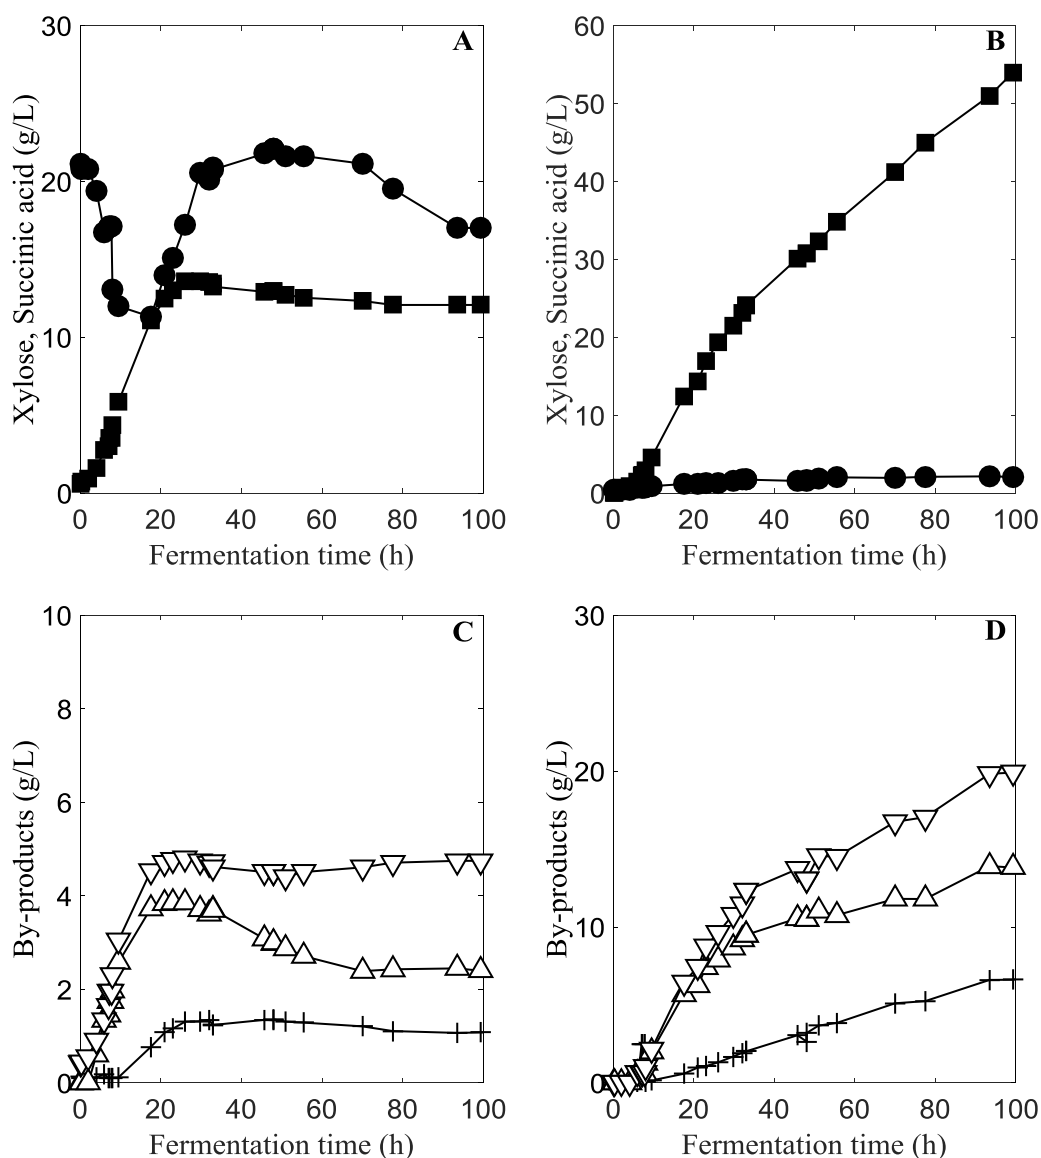 A
Xylose, Succinic acid (g/L)
30
20
10
0
0 20 40 60 80 100
Fermentation time (h)
B
Xylose, Succinic acid (g/L)
60
50
40
30
20
10
0
0 20 40 60 80 100
Fermentation time (h)
C
By-products (g/L)
10
8
6
4
2
0
0 20 40 60 80 100
Fermentation time (h)
D
By-products (g/L)
30
20
10
0
0 20 40 60 80 100
Fermentation time (h)